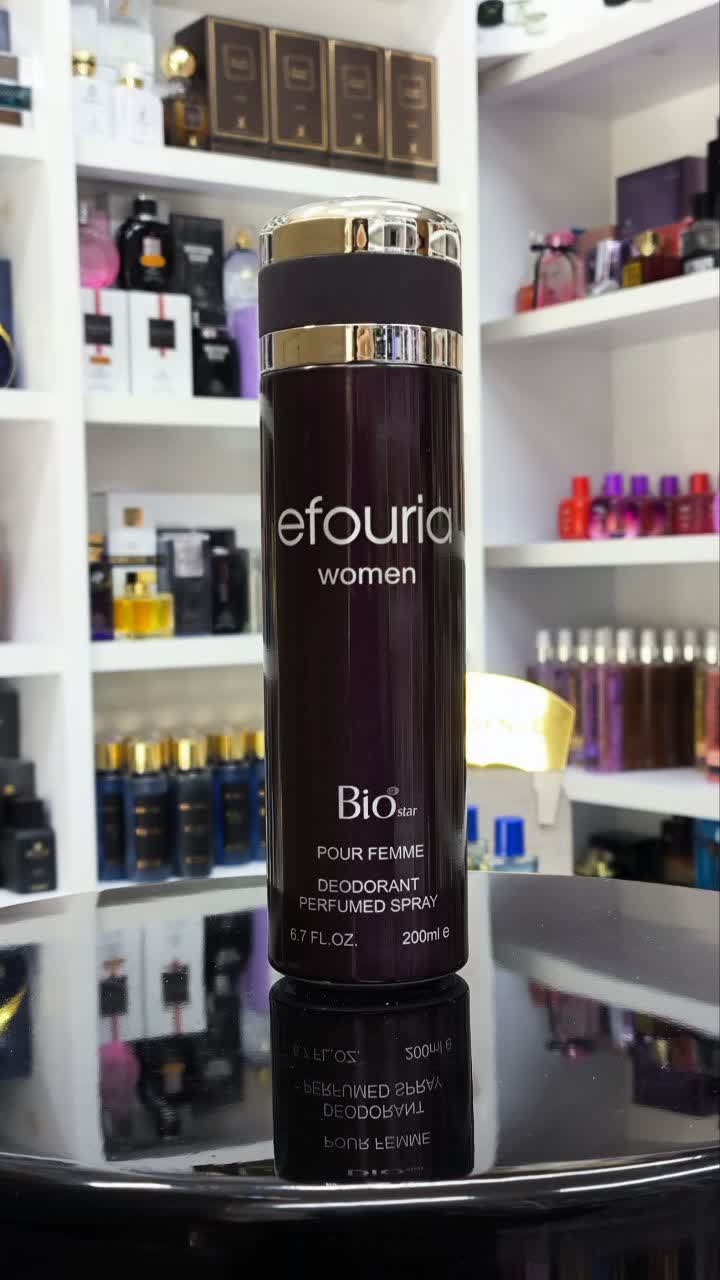 efouria
women
Bio star
POUR FEMME
DEODORANT
PERFUMED SPRAY
6.7 FL.OZ. 200ml e